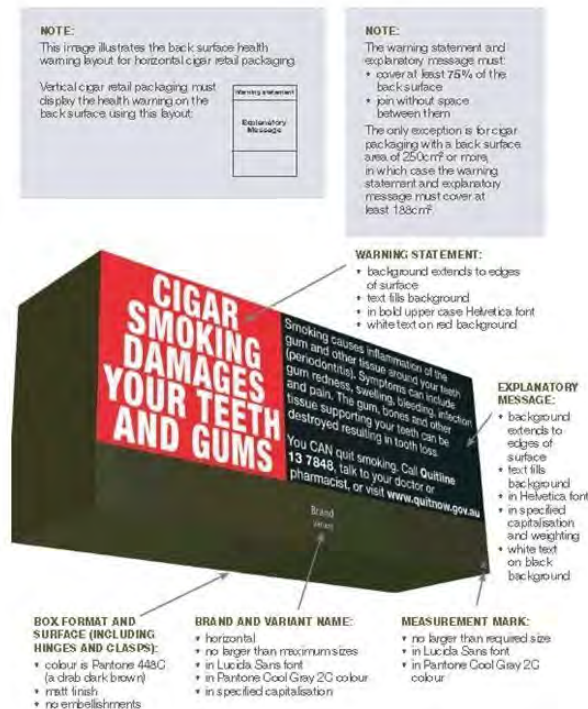 NOTE:
This image illustrates the back surface health
warning layout for horizontal cigar retail packaging
Vertical cigar retail packaging must
display the health warning on the
back surface using this layout:
Warning statement
Explanatory
Message
NOTE:
The warning statement and
explanatory message must:
• cover at least 75% of the
back surface
• join without space
between them
The only exception is for cigar
packaging with a back surface
area of 250cm² or more,
in which case the warning
statement and explanatory
message must cover at
least 188cm²
WARNING STATEMENT:
• background extends to edges
of surface
• text fills background
• in bold upper case Helvetica font
• white text on red background
CIGAR
SMOKING
DAMAGES
YOUR TEETH
AND GUMS
Smoking causes inflammation of the
gum and other tissue around your teeth
(periodontitis). Symptoms can include
gum redness, swelling, bleeding, infection
and pain. The gum, bones and other
tissue supporting your teeth can be
destroyed resulting in tooth loss.
You CAN quit smoking. Call Quitline
13 7848, talk to your doctor or
pharmacist, or visit www.quitnow.gov.au
Brand
Variant
EXPLANATORY
MESSAGE:
• background
extends to
edges of
surface
• text fills
background
• in Helvetica font
• in specified
capitalisation
and weighting
• white text
on black
background
BOX FORMAT AND
SURFACE (INCLUDING
HINGES AND CLASPS):
• colour is Pantone 448C
(a drab dark brown)
• matt finish
• no embellishments
BRAND AND VARIANT NAME:
• horizontal
• no larger than maximum sizes
• in Lucida Sans font
• in Pantone Cool Gray 2C colour
• in specified capitalisation
MEASUREMENT MARK:
• no larger than required size
• in Lucida Sans font
• in Pantone Cool Gray 2C
colour